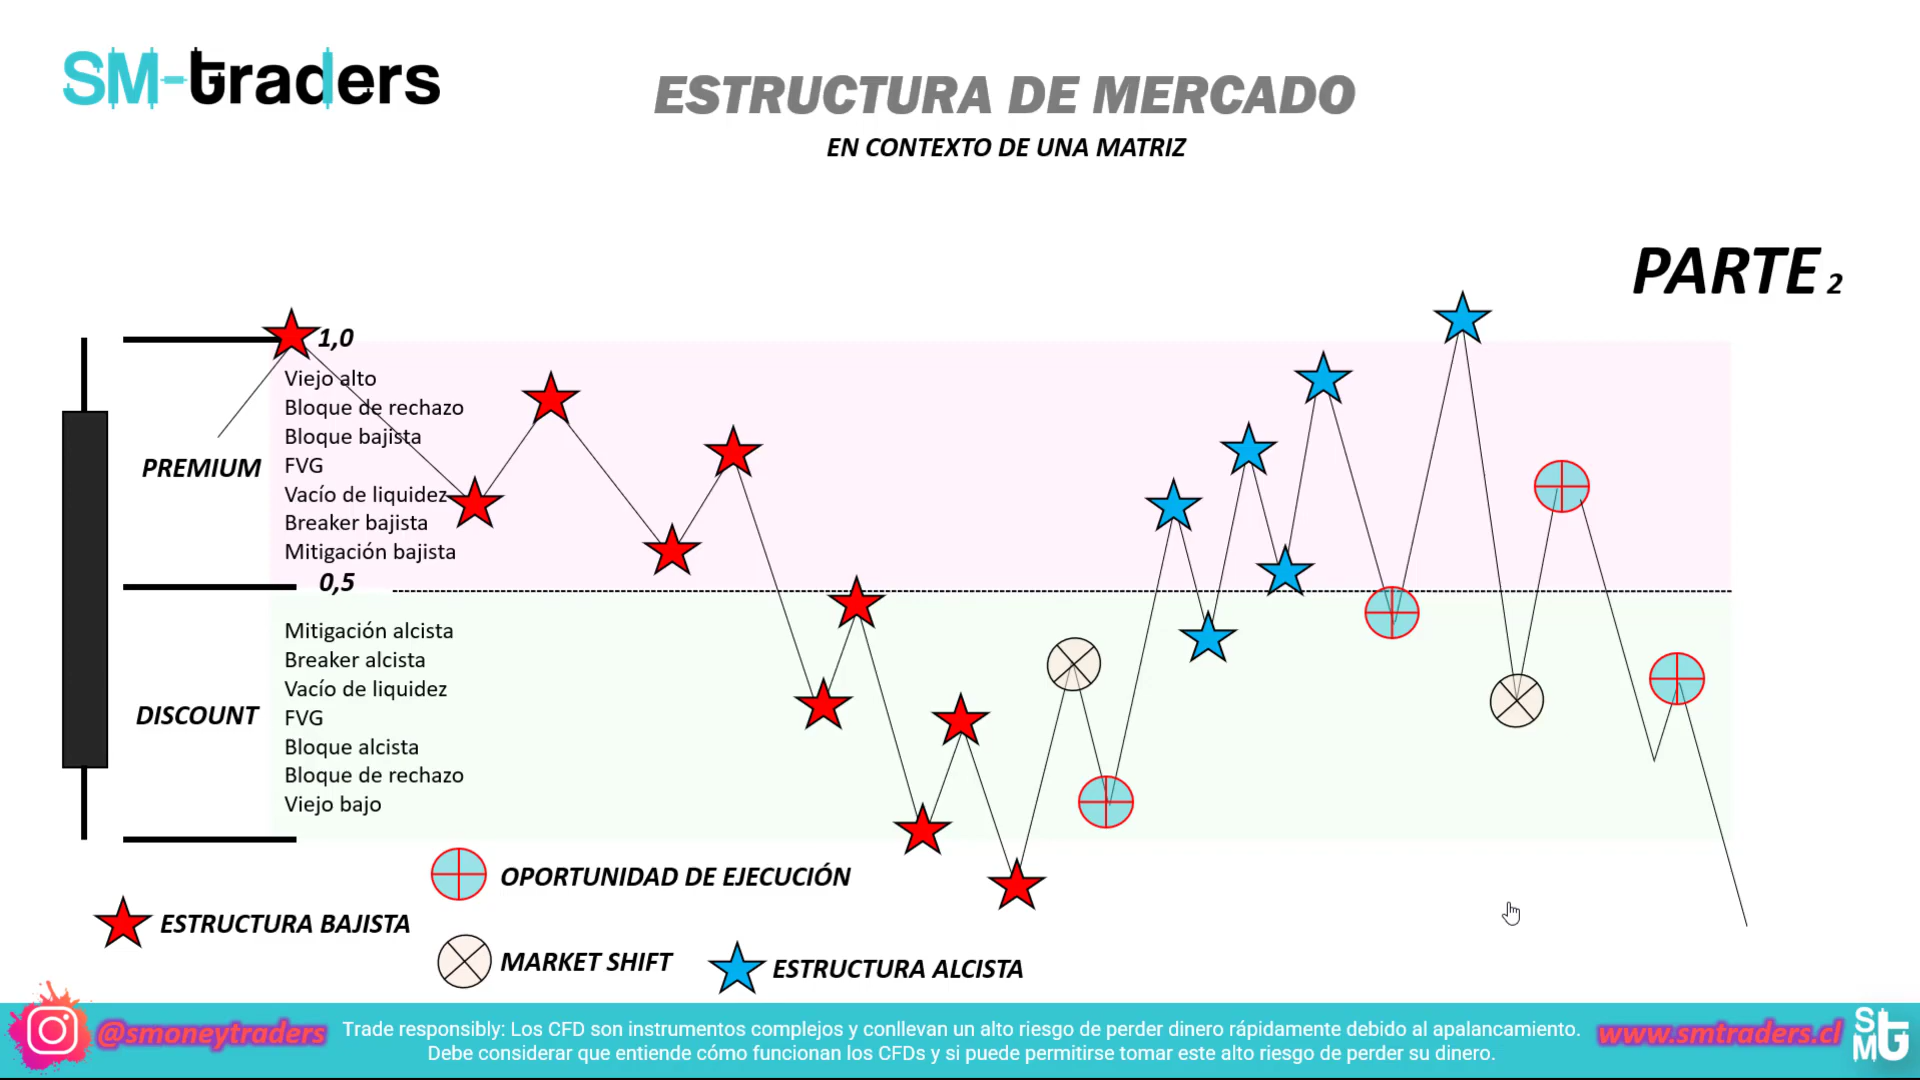 SM-traders
ESTRUCTURA DE MERCADO
EN CONTEXTO DE UNA MATRIZ
PARTE 2
1,0
Viejo alto
Bloque de rechazo
Bloque bajista
PREMIUM
FVG
Vacío de liquidez
Breaker bajista
Mitigación bajista
0,5
Mitigación alcista
Breaker alcista
Vacío de liquidez
DISCOUNT
FVG
Bloque alcista
Bloque de rechazo
Viejo bajo
OPORTUNIDAD DE EJECUCIÓN
ESTRUCTURA BAJISTA
MARKET SHIFT
ESTRUCTURA ALCISTA
@smoneytraders
Trade responsibly: Los CFD son instrumentos complejos y conllevan un alto riesgo de perder dinero rápidamente debido al apalancamiento.
Debe considerar que entiende cómo funcionan los CFDs y si puede permitirse tomar este alto riesgo de perder su dinero.
www.smtraders.cl
SMt